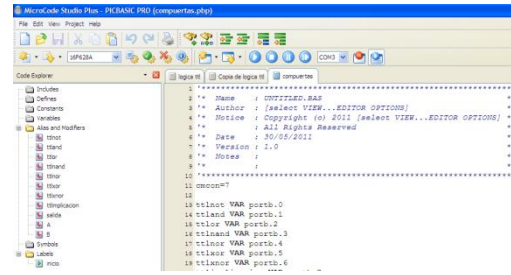 MicroCode Studio Plus - PICBASIC PRO (compuertas.pbp)
File Edit View Project Help
16F628A COM3
Code Explorer logica ttl Copia de logica ttl compuertas
Includes
Defines
Constants
Variables
Alias and Modifiers
ttlnot
ttland
ttlor
ttlnand
ttlnor
ttlxor
ttlxnor
ttlimplicacion
salida
A
B
Symbols
Labels
inicio
1 '****************************************************************
2 '* Name : UNTITLED.BAS *
3 '* Author : [select VIEW...EDITOR OPTIONS] *
4 '* Notice : Copyright (c) 2011 [select VIEW...EDITOR OPTIONS] *
5 '* : All Rights Reserved *
6 '* Date : 30/05/2011 *
7 '* Version : 1.0 *
8 '* Notes : *
9 '* : *
10 '****************************************************************
11 cmcon=7
12
13 ttlnot VAR portb.0
14 ttland VAR portb.1
15 ttlor VAR portb.2
16 ttlnand VAR portb.3
17 ttlnor VAR portb.4
18 ttlxor VAR portb.5
19 ttlxnor VAR portb.6